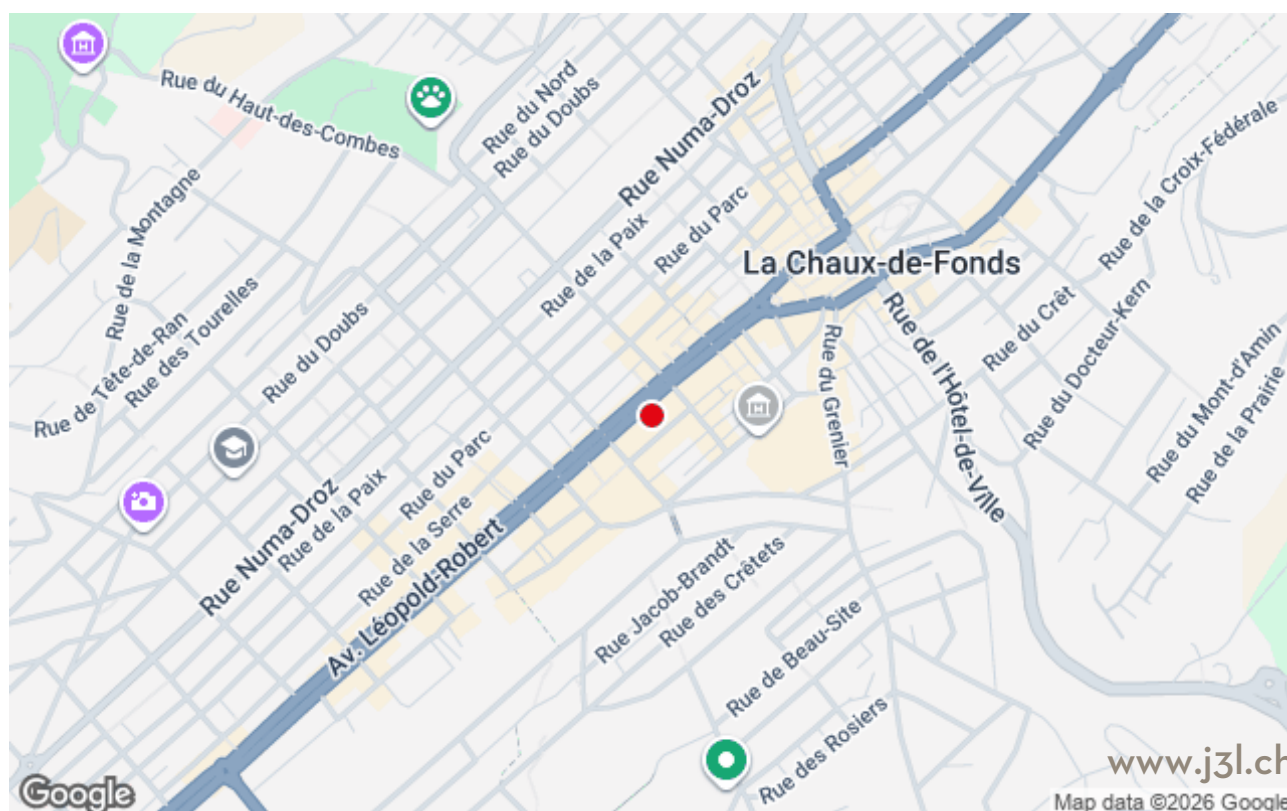 Rue du Haut-des-Combes
Rue du Nord
Rue du Doubs
Rue Numa-Droz
Rue de la Croix-Fédérale
Rue de la Montagne
Rue de la Paix
Rue du Parc
La Chaux-de-Fonds
Rue de Tête-de-Ran
Rue des Tourelles
Rue du Doubs
Rue du Grenier
Rue de l'Hôtel-de-Ville
Rue du Crêt
Rue du Docteur-Kern
Rue du Mont-d'Amin
Rue de la Prairie
Rue Numa-Droz
Rue de la Paix
Rue du Parc
Rue de la Serre
Av. Léopold-Robert
Rue Jacob-Brandt
Rue des Crêtets
Rue de Beau-Site
Rue des Rosiers
www.j3l.ch
Google
Map data ©2026 Google